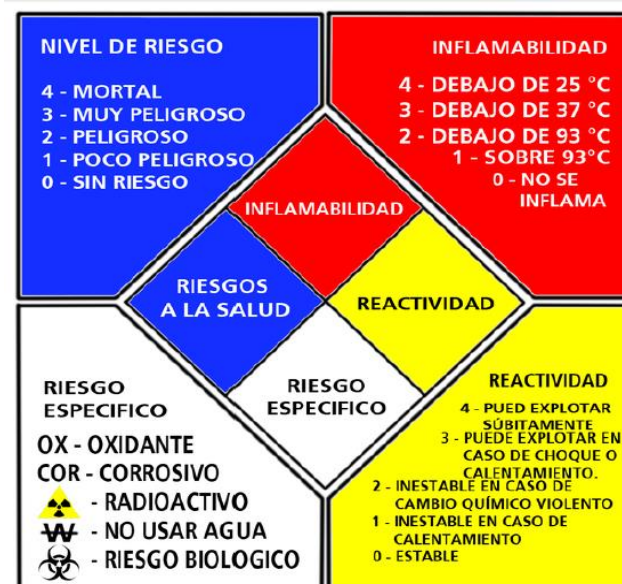 NIVEL DE RIESGO
4 - MORTAL
3 - MUY PELIGROSO
2 - PELIGROSO
1 - POCO PELIGROSO
0 - SIN RIESGO
INFLAMABILIDAD
4 - DEBAJO DE 25 °C
3 - DEBAJO DE 37 °C
2 - DEBAJO DE 93 °C
1 - SOBRE 93°C
0 - NO SE
INFLAMA
INFLAMABILIDAD
RIESGOS
A LA SALUD
REACTIVIDAD
RIESGO
ESPECIFICO
RIESGO
ESPECIFICO
OX - OXIDANTE
COR - CORROSIVO
- RADIOACTIVO
W - NO USAR AGUA
- RIESGO BIOLOGICO
REACTIVIDAD
4 - PUED EXPLOTAR
SÚBITAMENTE
3 - PUEDE EXPLOTAR EN
CASO DE CHOQUE O
CALENTAMIENTO.
2 - INESTABLE EN CASO DE
CAMBIO QUÍMICO VIOLENTO
1 - INESTABLE EN CASO DE
CALENTAMIENTO
0 - ESTABLE